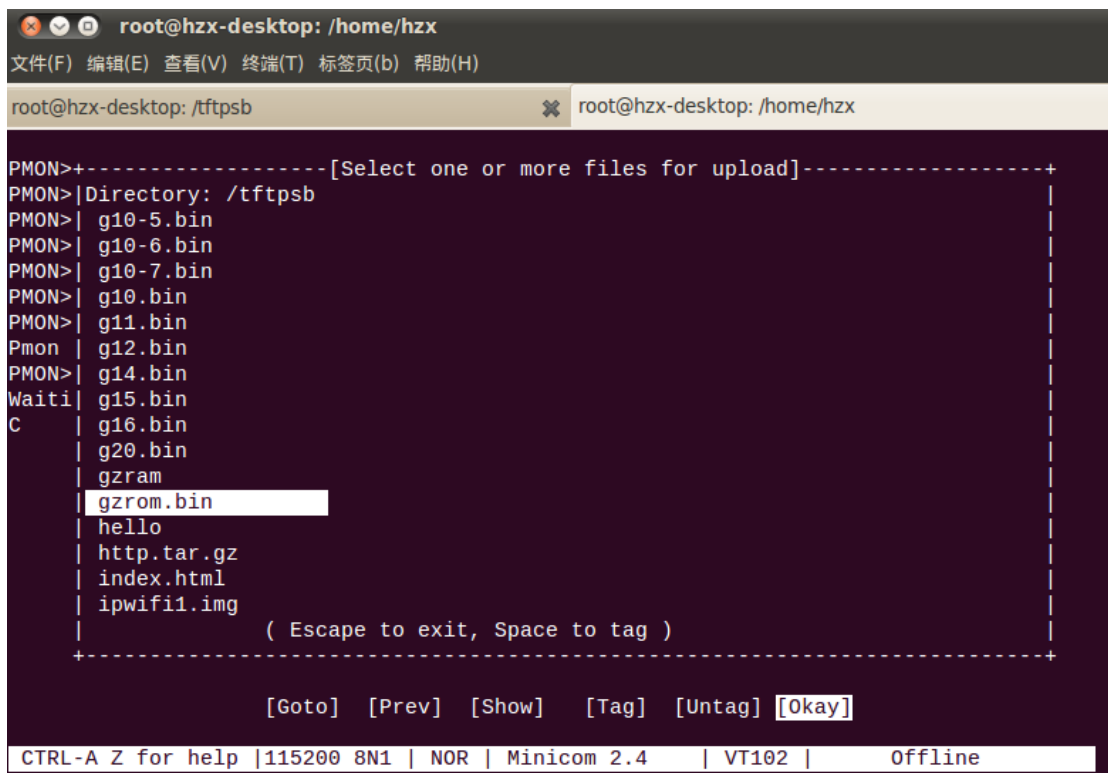 root@hzx-desktop: /home/hzx
文件(F) 编辑(E) 查看(V) 终端(T) 标签页(b) 帮助(H)
root@hzx-desktop: /tftpsb root@hzx-desktop: /home/hzx
PMON>+-------------------[Select one or more files for upload]-------------------+
PMON>|Directory: /tftpsb |
PMON>| g10-5.bin |
PMON>| g10-6.bin |
PMON>| g10-7.bin |
PMON>| g10.bin |
PMON>| g11.bin |
Pmon | g12.bin |
PMON>| g14.bin |
Waiti| g15.bin |
C | g16.bin |
| g20.bin |
| gzram |
| gzrom.bin |
| hello |
| http.tar.gz |
| index.html |
| ipwifi1.img |
| ( Escape to exit, Space to tag ) |
+---------------------------------------------------------------------------+
[Goto] [Prev] [Show] [Tag] [Untag] [Okay]
CTRL-A Z for help |115200 8N1 | NOR | Minicom 2.4 | VT102 | Offline